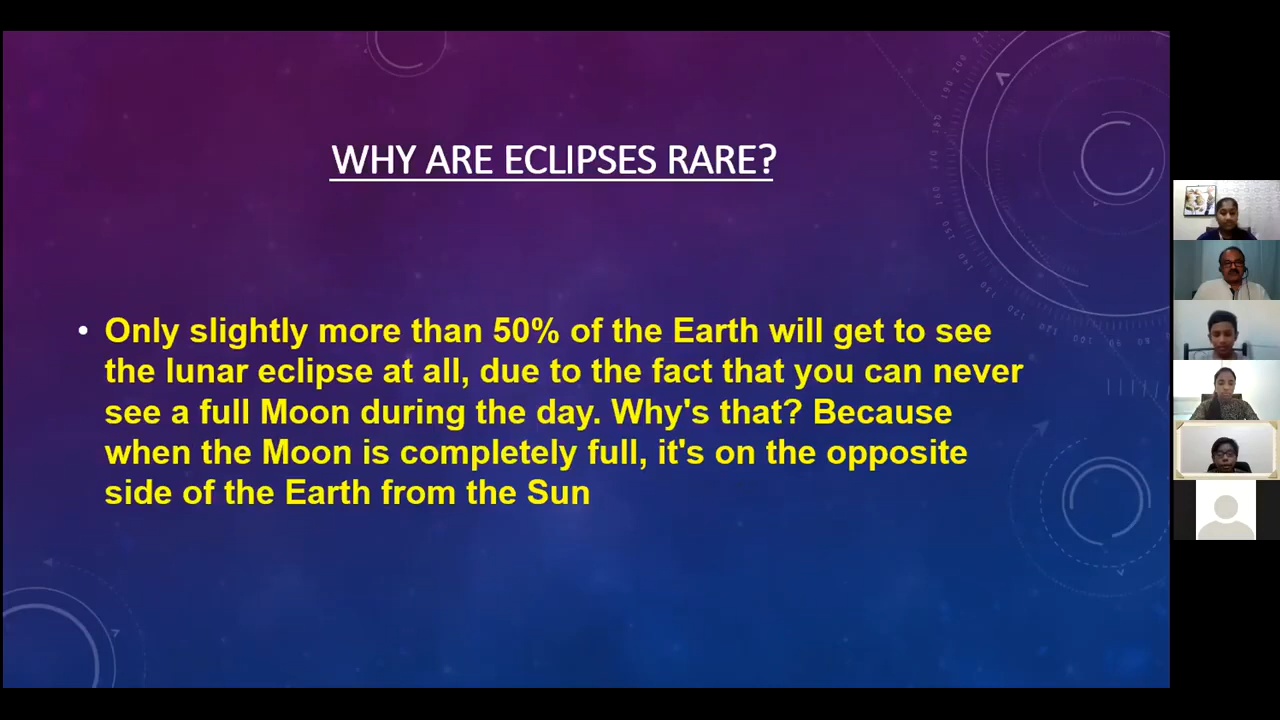 WHY ARE ECLIPSES RARE?
• Only slightly more than 50% of the Earth will get to see
the lunar eclipse at all, due to the fact that you can never
see a full Moon during the day. Why's that? Because
when the Moon is completely full, it's on the opposite
side of the Earth from the Sun